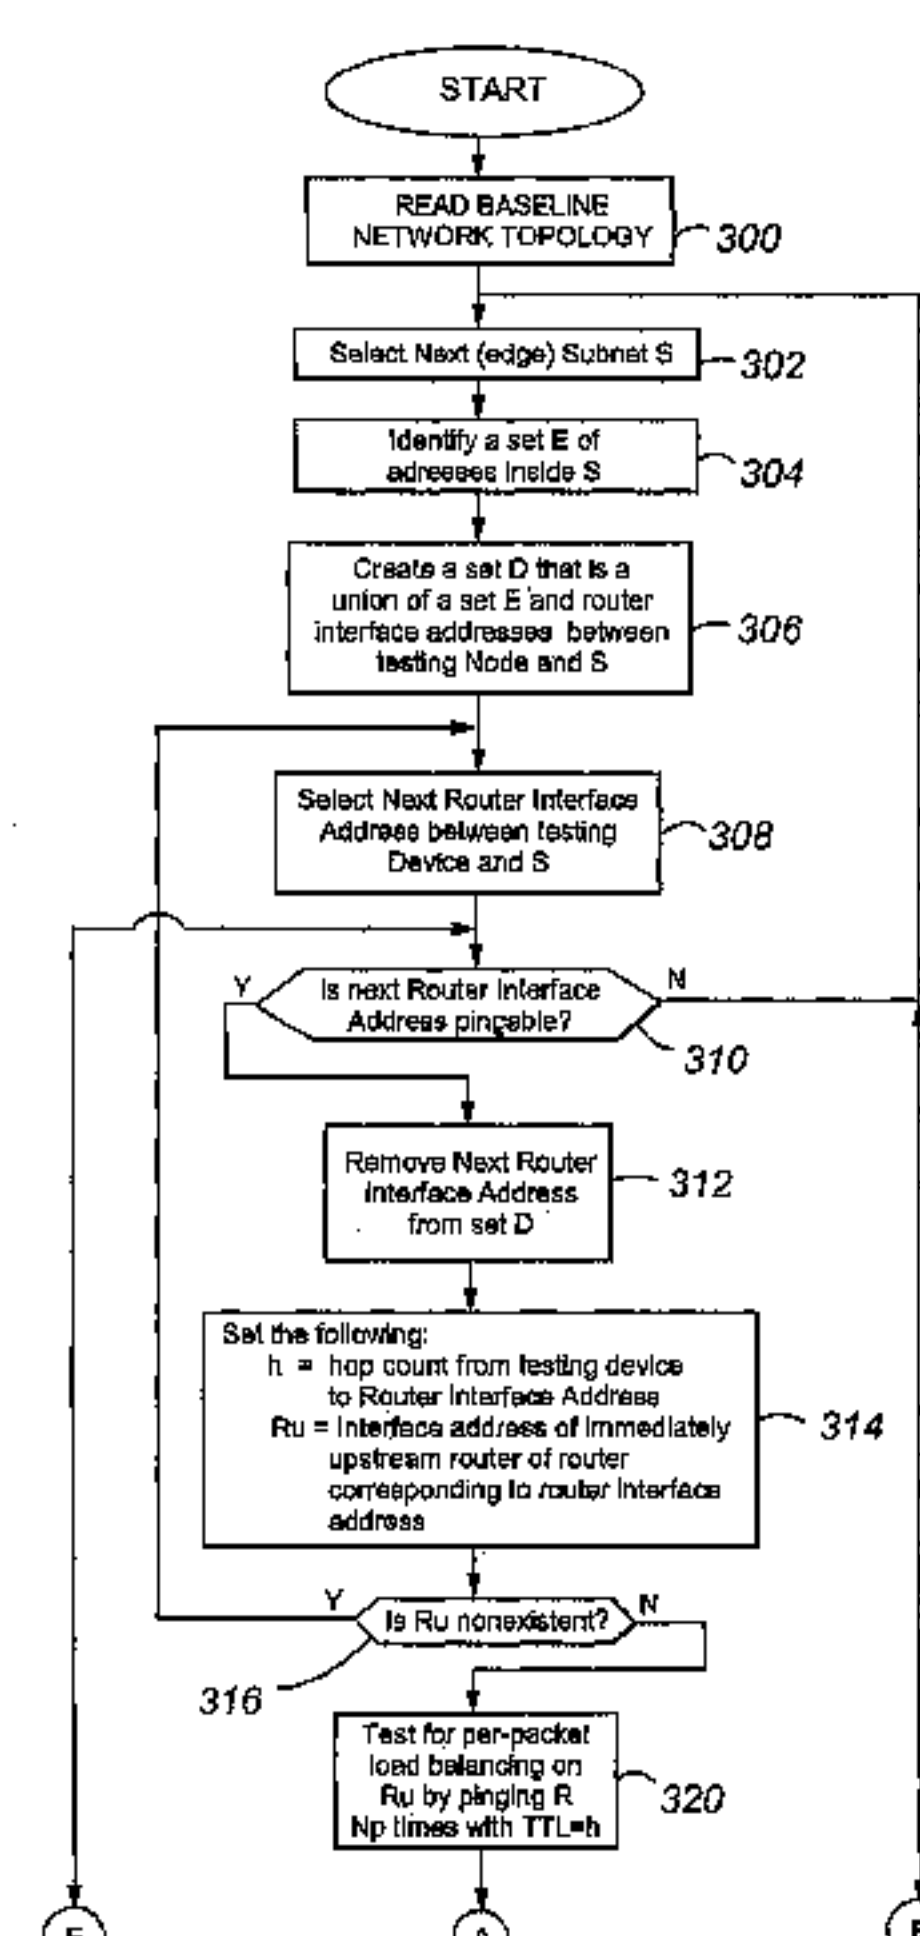 START
READ BASELINE
NETWORK TOPOLOGY
300
Select Next (edge) Subnet S
302
Identify a set E of
adresses inside S
304
Create a set D that is a
union of a set E and router
interface addresses between
testing Node and S
306
Select Next Router Interface
Address between testing
Device and S
308
Y
Is next Router Interface
Address pingable?
N
310
Remove Next Router
Interface Address
from set D
312
Set the following:
h = hop count from testing device
to Router Interface Address
Ru = Interface address of immediately
upstream router of router
corresponding to router interface
address
314
Y
Is Ru nonexistent?
N
316
Test for per-packet
load balancing on
Ru by pinging R
Np times with TTL=h
320
A